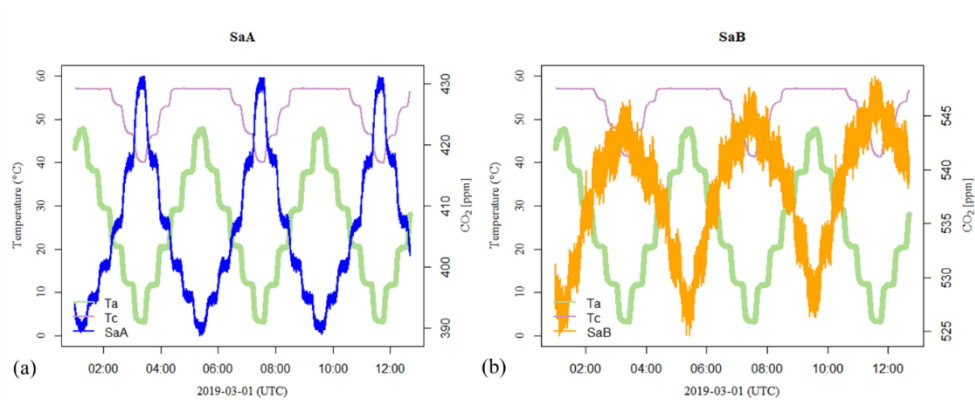 SaA
60
50
40
30
20
10
0
Temperature (°C)
430
420
410
400
390
CO2 [ppm]
Ta
Tc
SaA
02:00 04:00 06:00 08:00 10:00 12:00
2019-03-01 (UTC)
(a)
SaB
60
50
40
30
20
10
0
Temperature (°C)
545
540
535
530
525
CO2 [ppm]
Ta
Tc
SaB
02:00 04:00 06:00 08:00 10:00 12:00
2019-03-01 (UTC)
(b)